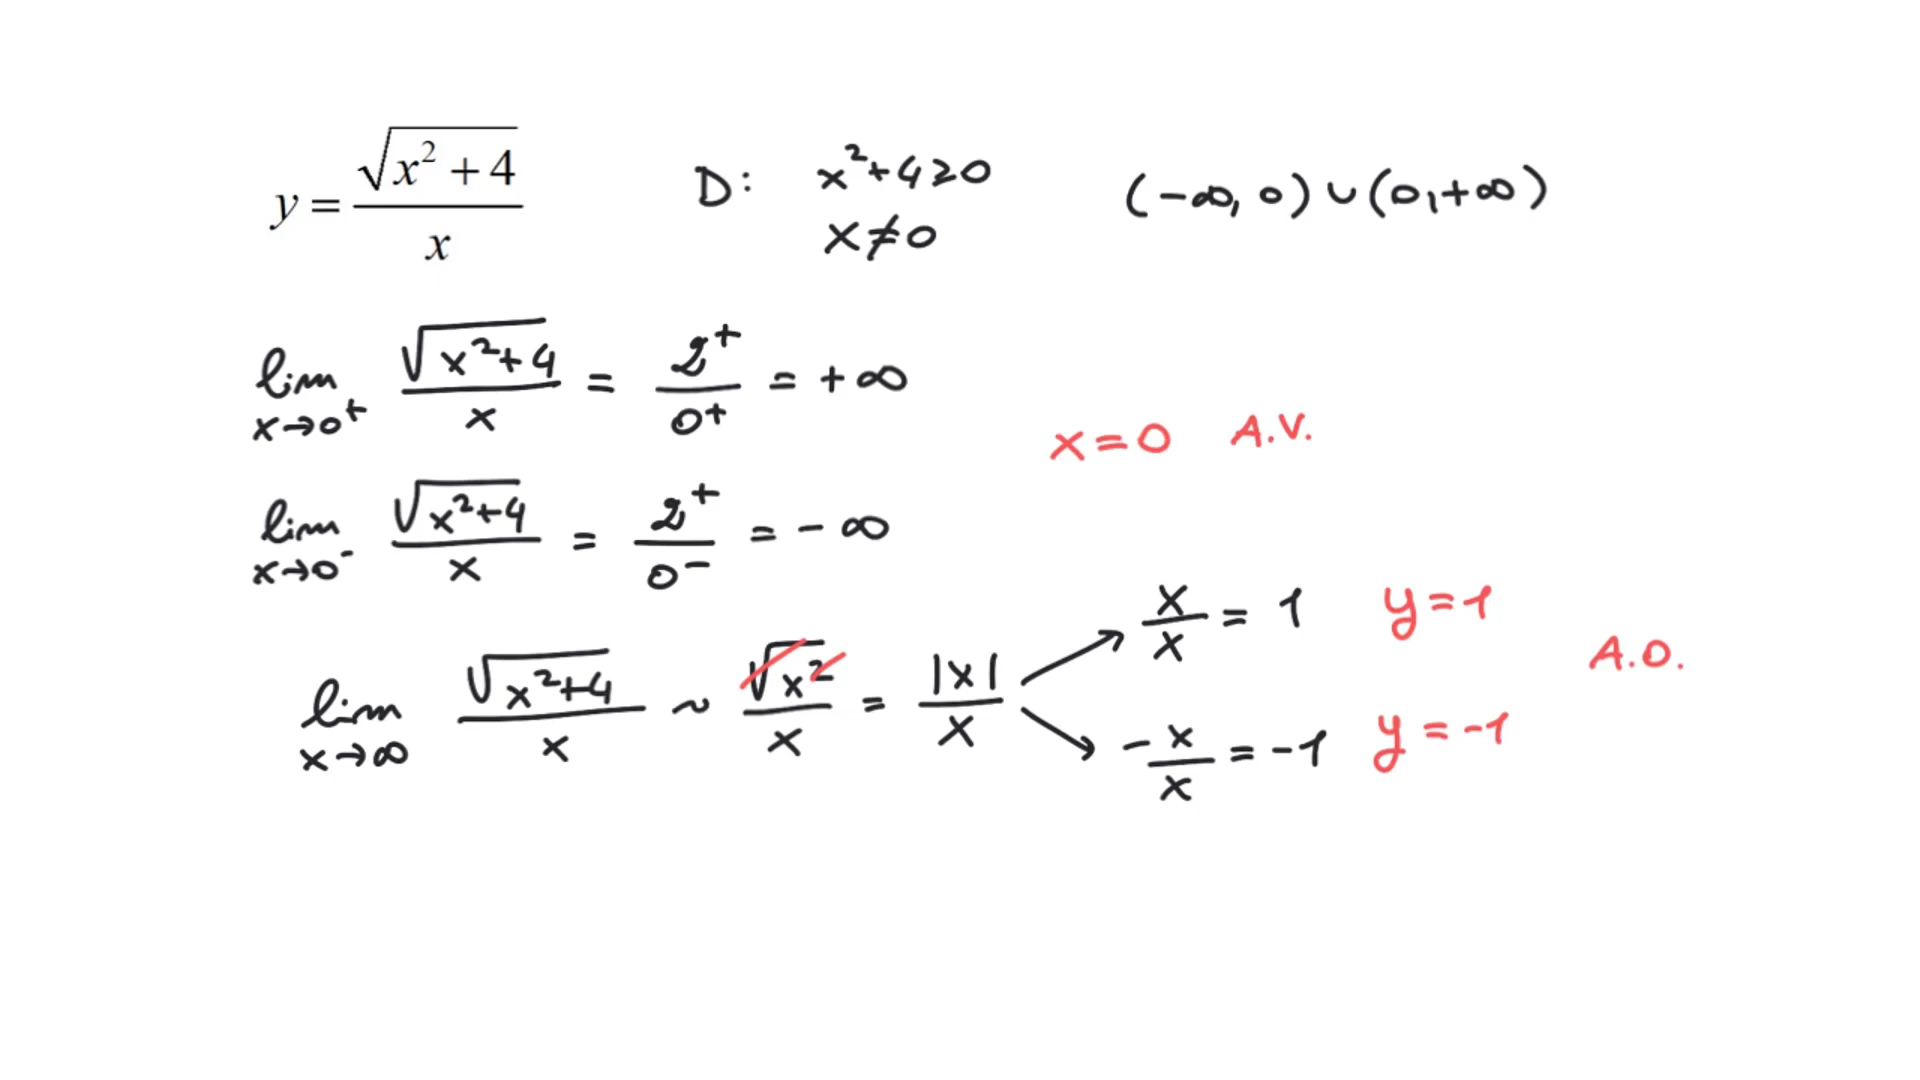 y = √(x² + 4) / x    D: x²+4≥0    (-∞, 0) ∪ (0, +∞)
x≠0
lim x→0⁺ √(x²+4) / x = 2⁺ / 0⁺ = +∞
x=0 A.V.
lim x→0⁻ √(x²+4) / x = 2⁺ / 0⁻ = -∞
lim x→∞ √(x²+4) / x ~ √x² / x = |x| / x
x / x = 1 y=1
A.O.
-x / x = -1 y=-1